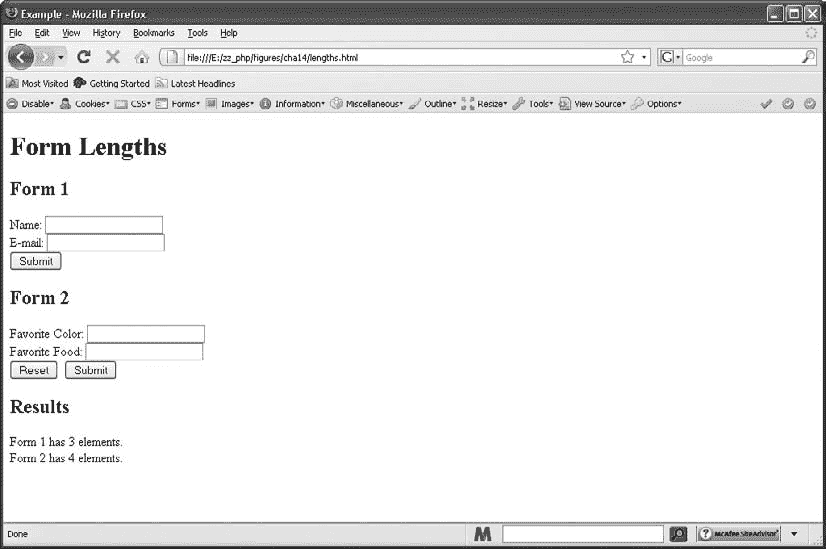 Example - Mozilla Firefox
File Edit View History Bookmarks Tools Help
file:///E:/zz_php/figures/cha14/lengths.html
G Google
Most Visited Getting Started Latest Headlines
Disable Cookies CSS Forms Images Information Miscellaneous Outline Resize Tools View Source Options
Form Lengths
Form 1
Name:
E-mail:
Submit
Form 2
Favorite Color:
Favorite Food:
Reset Submit
Results
Form 1 has 3 elements.
Form 2 has 4 elements.
Done
McAfee SiteAdvisor